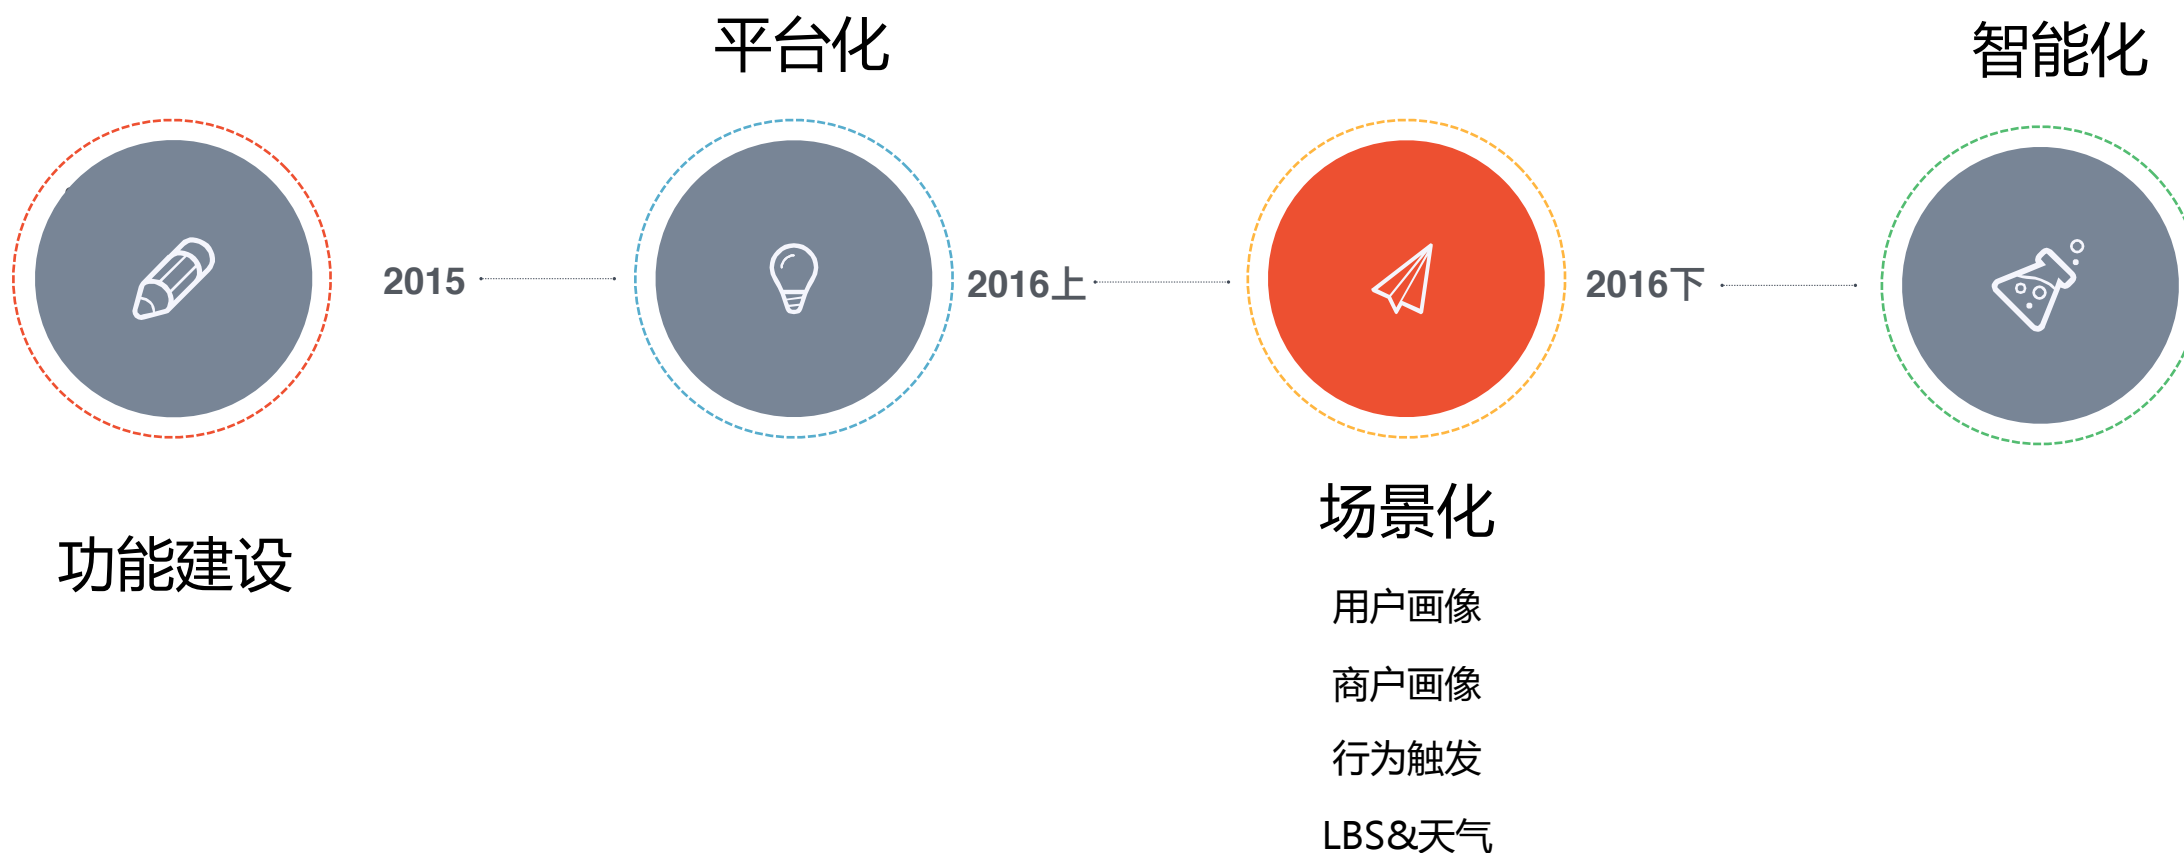 平台化
智能化
2015
2016上
2016下
功能建设
场景化
用户画像
商户画像
行为触发
LBS&天气